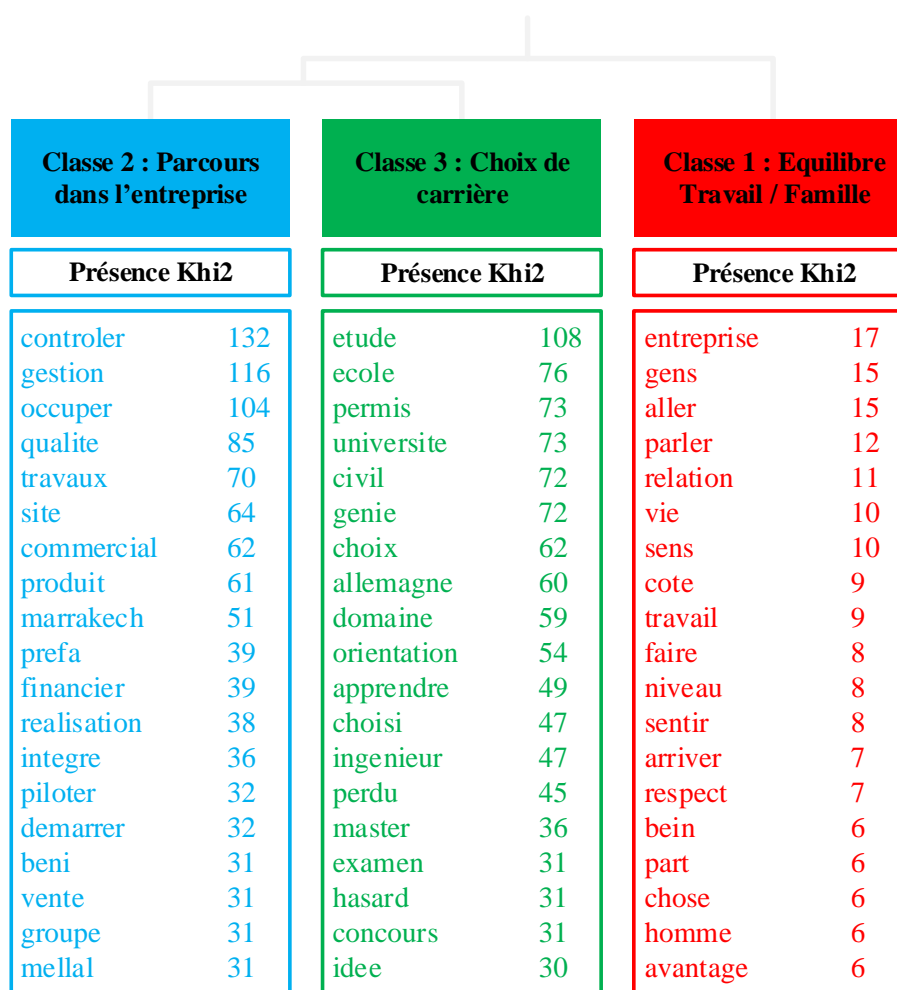 Classe 2 : Parcours
dans l’entreprise
Présence Khi2
controler 132
gestion 116
occuper 104
qualite 85
travaux 70
site 64
commercial 62
produit 61
marrakech 51
prefa 39
financier 39
realisation 38
integre 36
piloter 32
demarrer 32
beni 31
vente 31
groupe 31
mellal 31
Classe 3 : Choix de
carrière
Présence Khi2
etude 108
ecole 76
permis 73
universite 73
civil 72
genie 72
choix 62
allemagne 60
domaine 59
orientation 54
apprendre 49
choisi 47
ingenieur 47
perdu 45
master 36
examen 31
hasard 31
concours 31
idee 30
Classe 1 : Equilibre
Travail / Famille
Présence Khi2
entreprise 17
gens 15
aller 15
parler 12
relation 11
vie 10
sens 10
cote 9
travail 9
faire 8
niveau 8
sentir 8
arriver 7
respect 7
bein 6
part 6
chose 6
homme 6
avantage 6